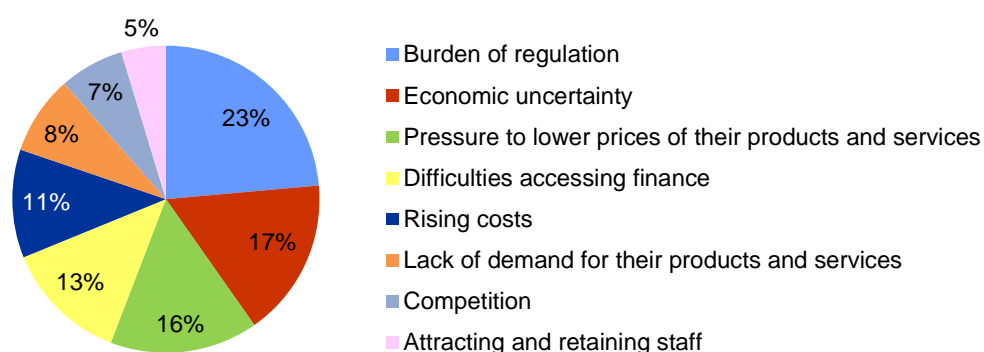 5%
7%
23%
8%
11%
17%
13%
16%
Burden of regulation
Economic uncertainty
Pressure to lower prices of their products and services
Difficulties accessing finance
Rising costs
Lack of demand for their products and services
Competition
Attracting and retaining staff